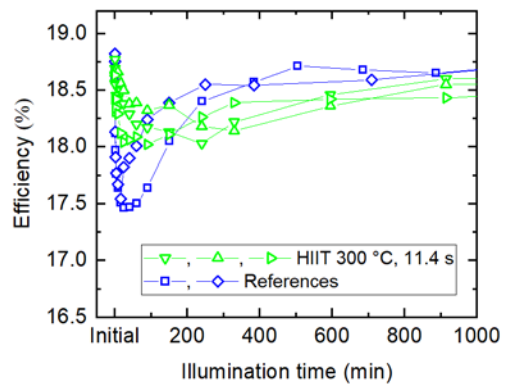 19.0
18.5
18.0
17.5
17.0
16.5
Efficiency (%)
, , HIIT 300 °C, 11.4 s
, References
Initial 200 400 600 800 1000
Illumination time (min)